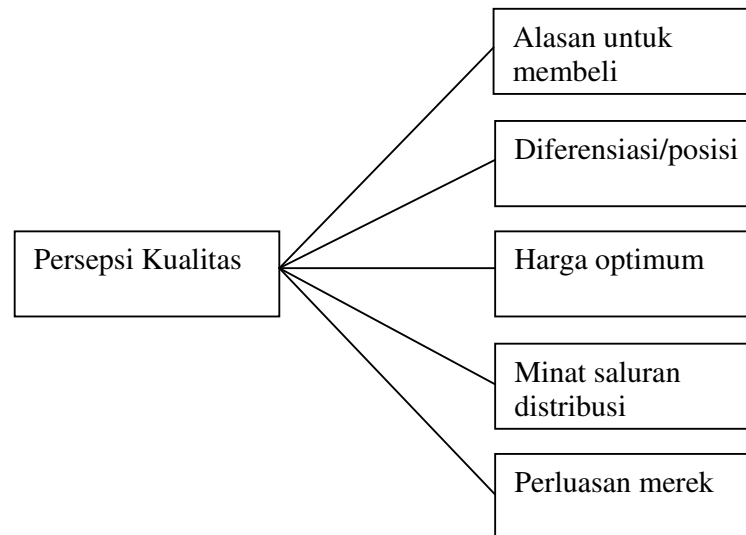 Alasan untuk
membeli
Diferensiasi/posisi
Persepsi Kualitas
Harga optimum
Minat saluran
distribusi
Perluasan merek